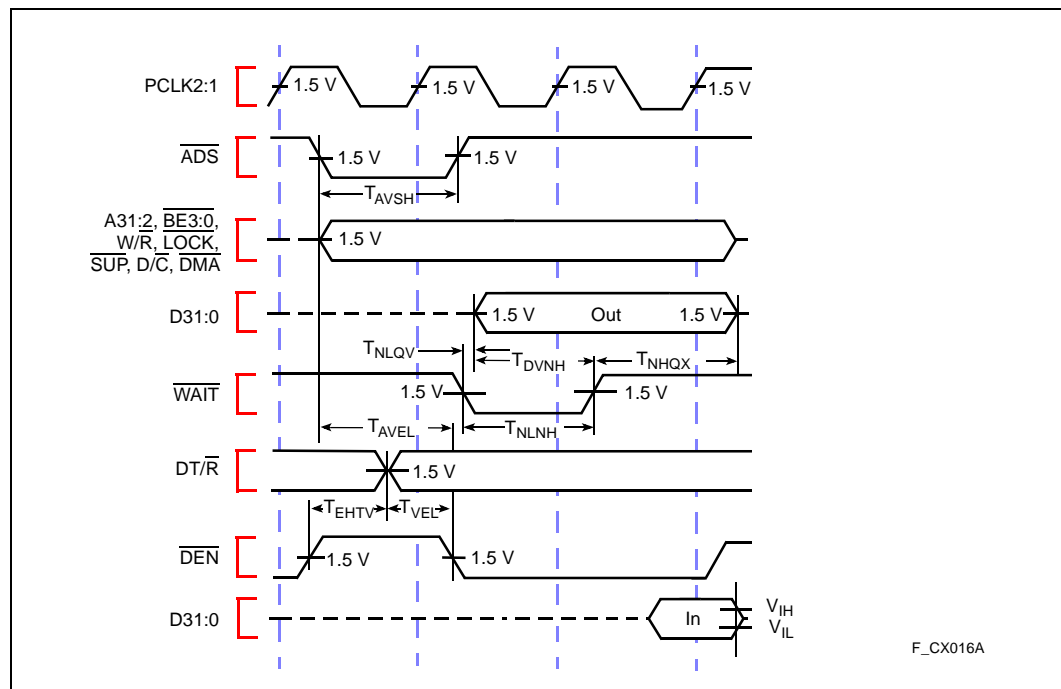 PCLK2:1
1.5 V 1.5 V 1.5 V 1.5 V
ADS
1.5 V 1.5 V
TAVSH
A31:2, BE3:0,
W/R, LOCK,
SUP, D/C, DMA
1.5 V
D31:0
1.5 V Out 1.5 V
TNLQV
TDVNH TNHQX
WAIT
1.5 V 1.5 V
TAVEL TNLNH
DT/R
1.5 V
TEHTV TVEL
DEN
1.5 V 1.5 V
D31:0
In
VIH
VIL
F_CX016A